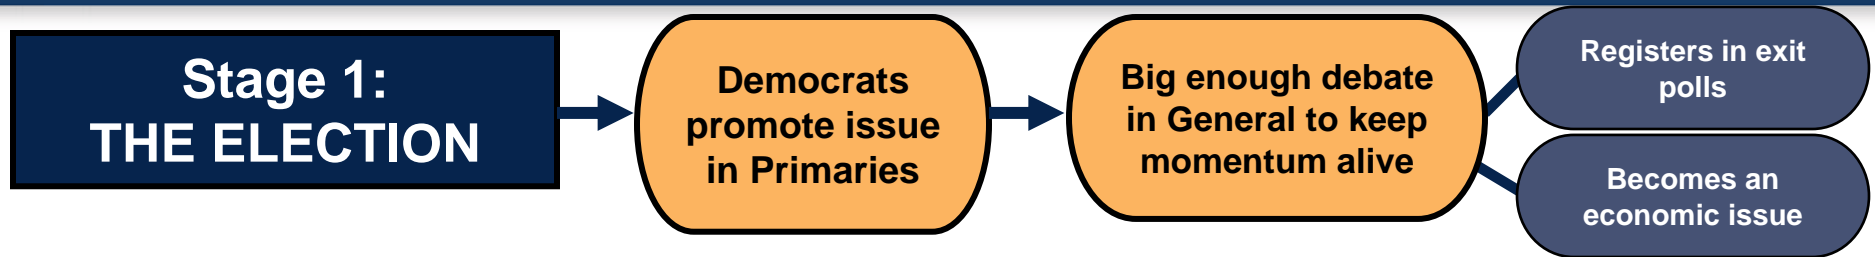 Stage 1:
THE ELECTION
Democrats
promote issue
in Primaries
Big enough debate
in General to keep
momentum alive
Registers in exit
polls
Becomes an
economic issue